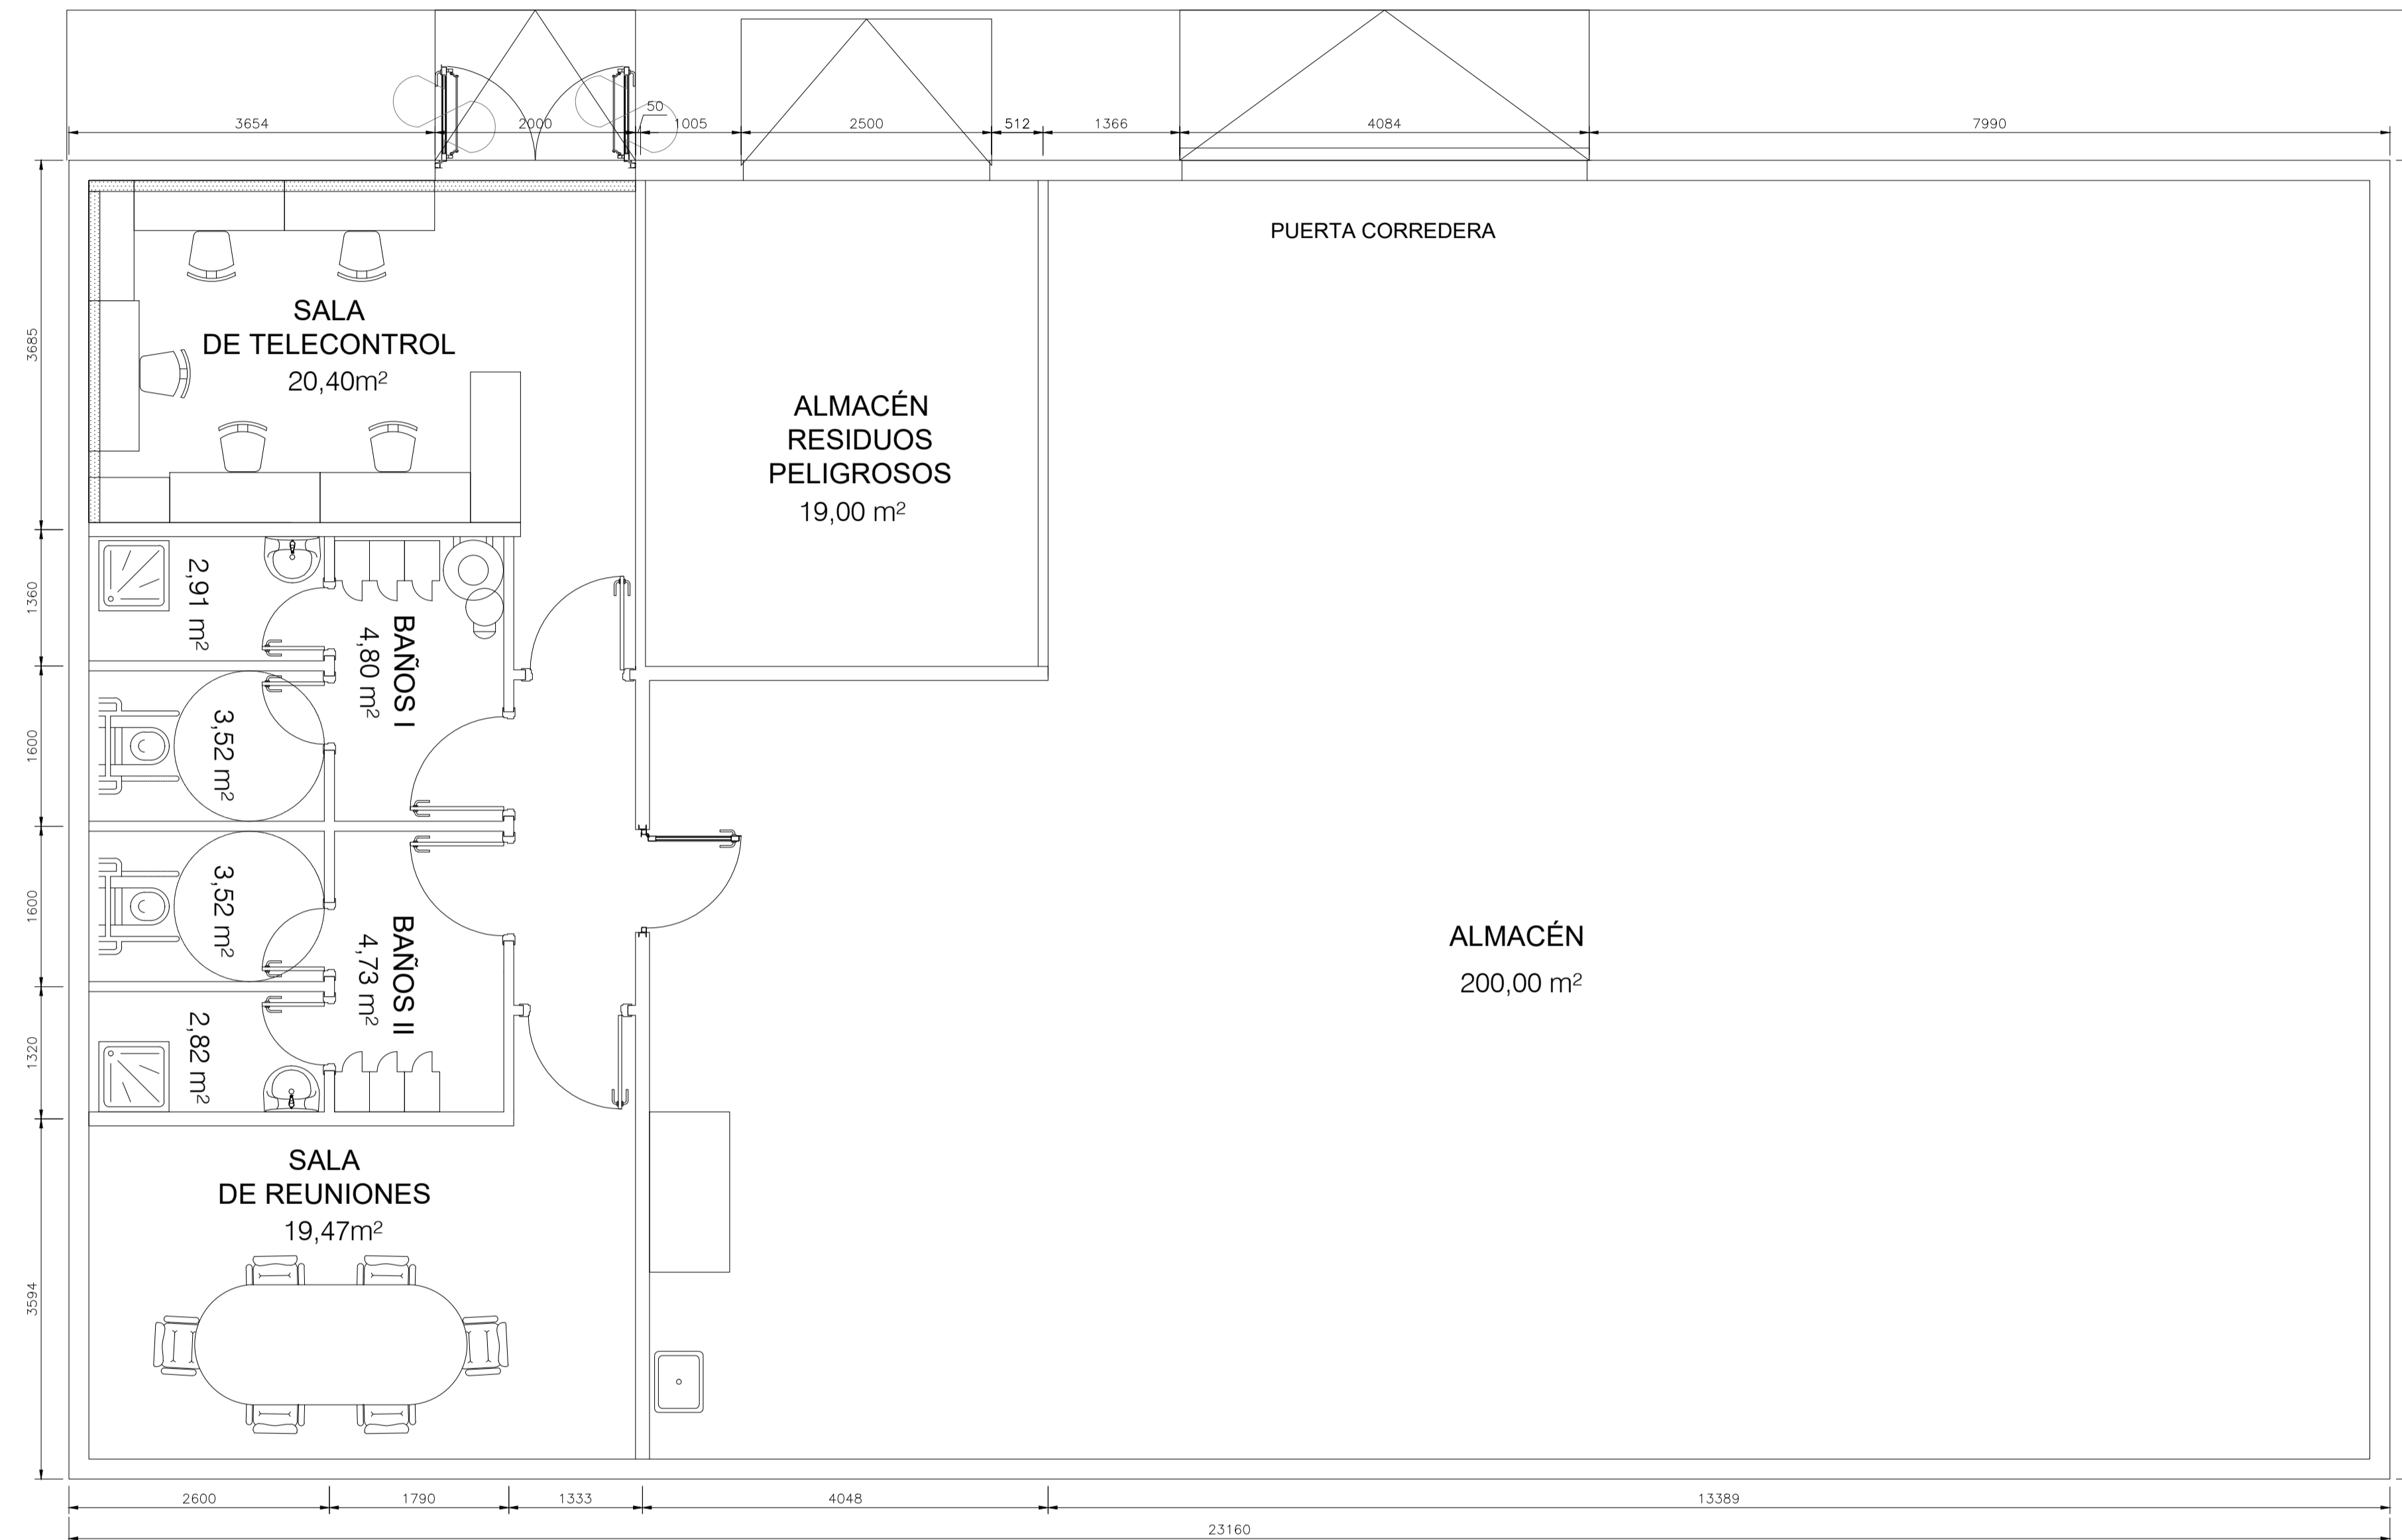 3654
2000
50
1005
2500
512
1366
4084
7990
PUERTA CORREDERA
SALA
DE TELECONTROL
20,40m²
ALMACÉN
RESIDUOS
PELIGROSOS
19,00 m²
3685
1360
1600
1600
1320
3594
2,91 m²
BAÑOS I
4,80 m²
3,52 m²
3,52 m²
BAÑOS II
4,73 m²
2,82 m²
ALMACÉN
200,00 m²
SALA
DE REUNIONES
19,47m²
2600
1790
1333
4048
13389
23160